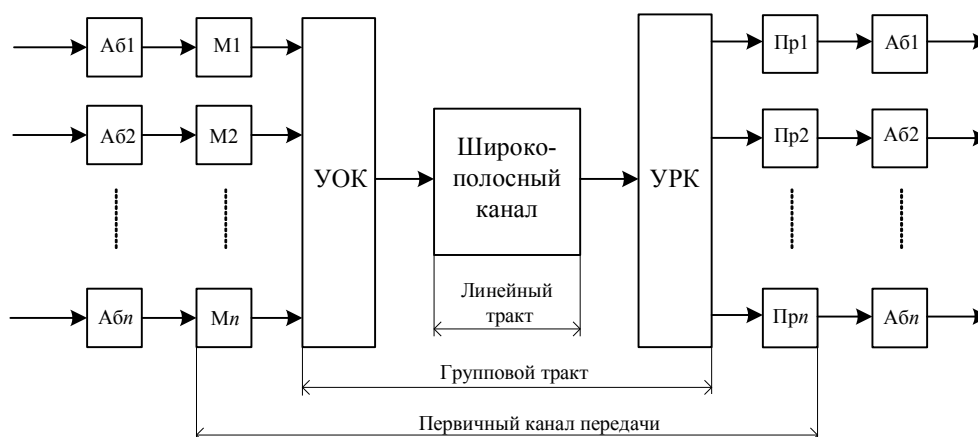 Аб1
М1
Пр1
Аб1
Аб2
М2
Пр2
Аб2
УОК
Широко-
полосный
канал
УРК
Линейный
тракт
Абn
Мn
Прn
Абn
Групповой тракт
Первичный канал передачи